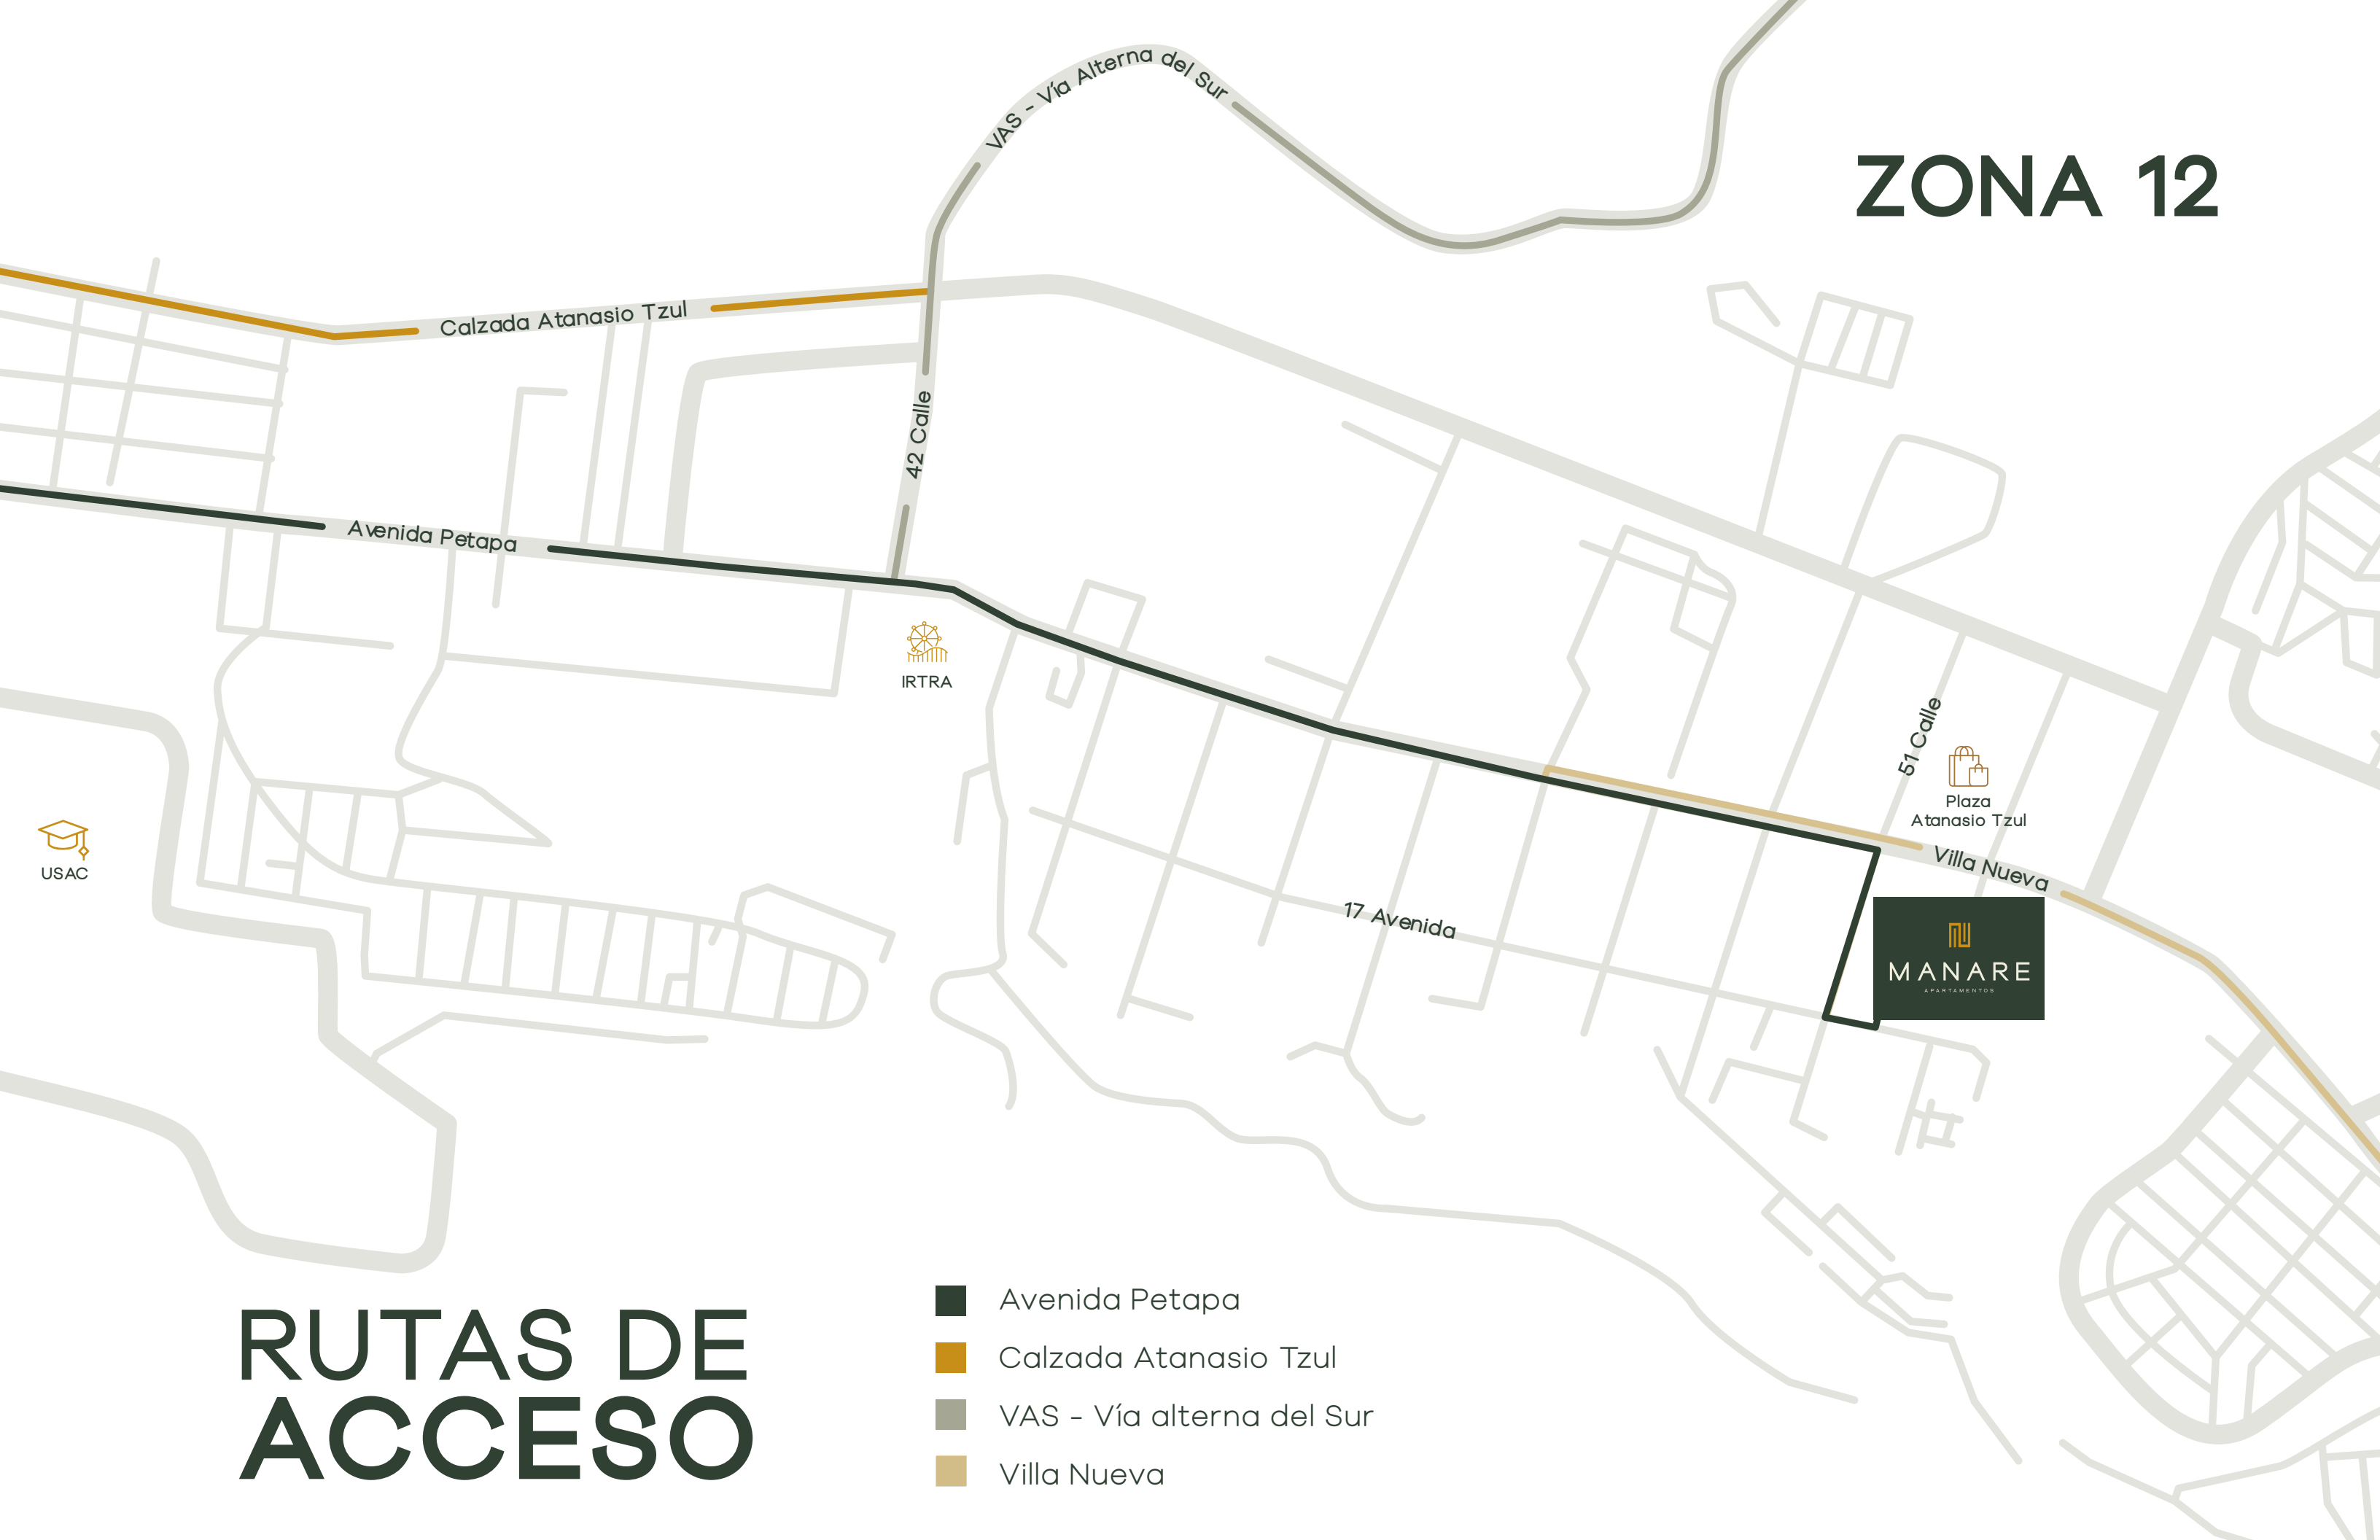 VAS - Vía Alterna del Sur
ZONA 12
Calzada Atanasio Tzul
42 Calle
Avenida Petapa
IRTRA
51 Calle
Plaza
Atanasio Tzul
USAC
Villa Nueva
17 Avenida
MANARE
APARTAMENTOS
RUTAS DE
ACCESO
Avenida Petapa
Calzada Atanasio Tzul
VAS - Vía alterna del Sur
Villa Nueva